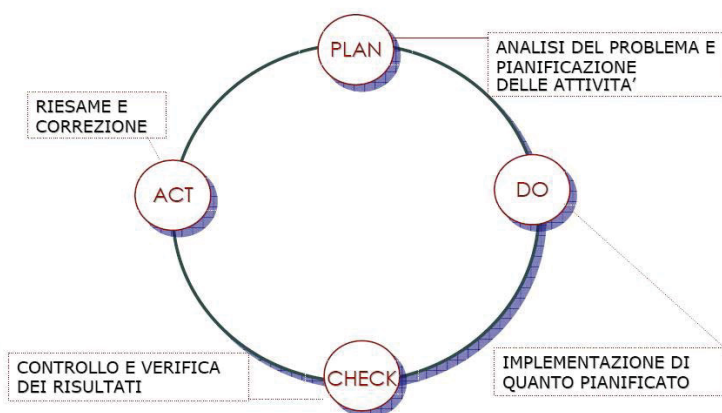 PLAN
ANALISI DEL PROBLEMA E
PIANIFICAZIONE
DELLE ATTIVITA’
RIESAME E
CORREZIONE
ACT
DO
CONTROLLO E VERIFICA
DEI RISULTATI
CHECK
IMPLEMENTAZIONE DI
QUANTO PIANIFICATO